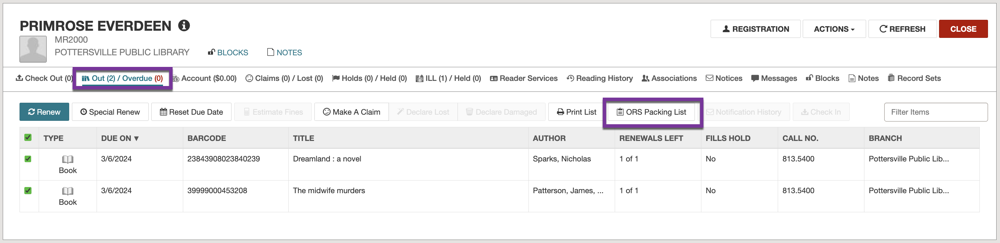 PRIMROSE EVERDEEN
REGISTRATION ACTIONS REFRESH CLOSE
MR2000
POTTERSVILLE PUBLIC LIBRARY BLOCKS NOTES
Check Out (0) Out (2) / Overdue (0) Account ($0.00) Claims (0) / Lost (0) Holds (0) / Held (0) ILL (1) / Held (0) Reader Services Reading History Associations Notices Messages Blocks Notes Record Sets
Renew Special Renew Reset Due Date Estimate Fines Make A Claim Declare Lost Declare Damaged Print List ORS Packing List Notification History Check In Filter Items
TYPE DUE ON ▼ BARCODE TITLE AUTHOR RENEWALS LEFT FILLS HOLD CALL NO. BRANCH
3/6/2024 23843908023840239 Dreamland : a novel Sparks, Nicholas 1 of 1 No 813.5400 Pottersville Public Lib...
Book
3/6/2024 39999000453208 The midwife murders Patterson, James, ... 1 of 1 No 813.5400 Pottersville Public Lib...
Book